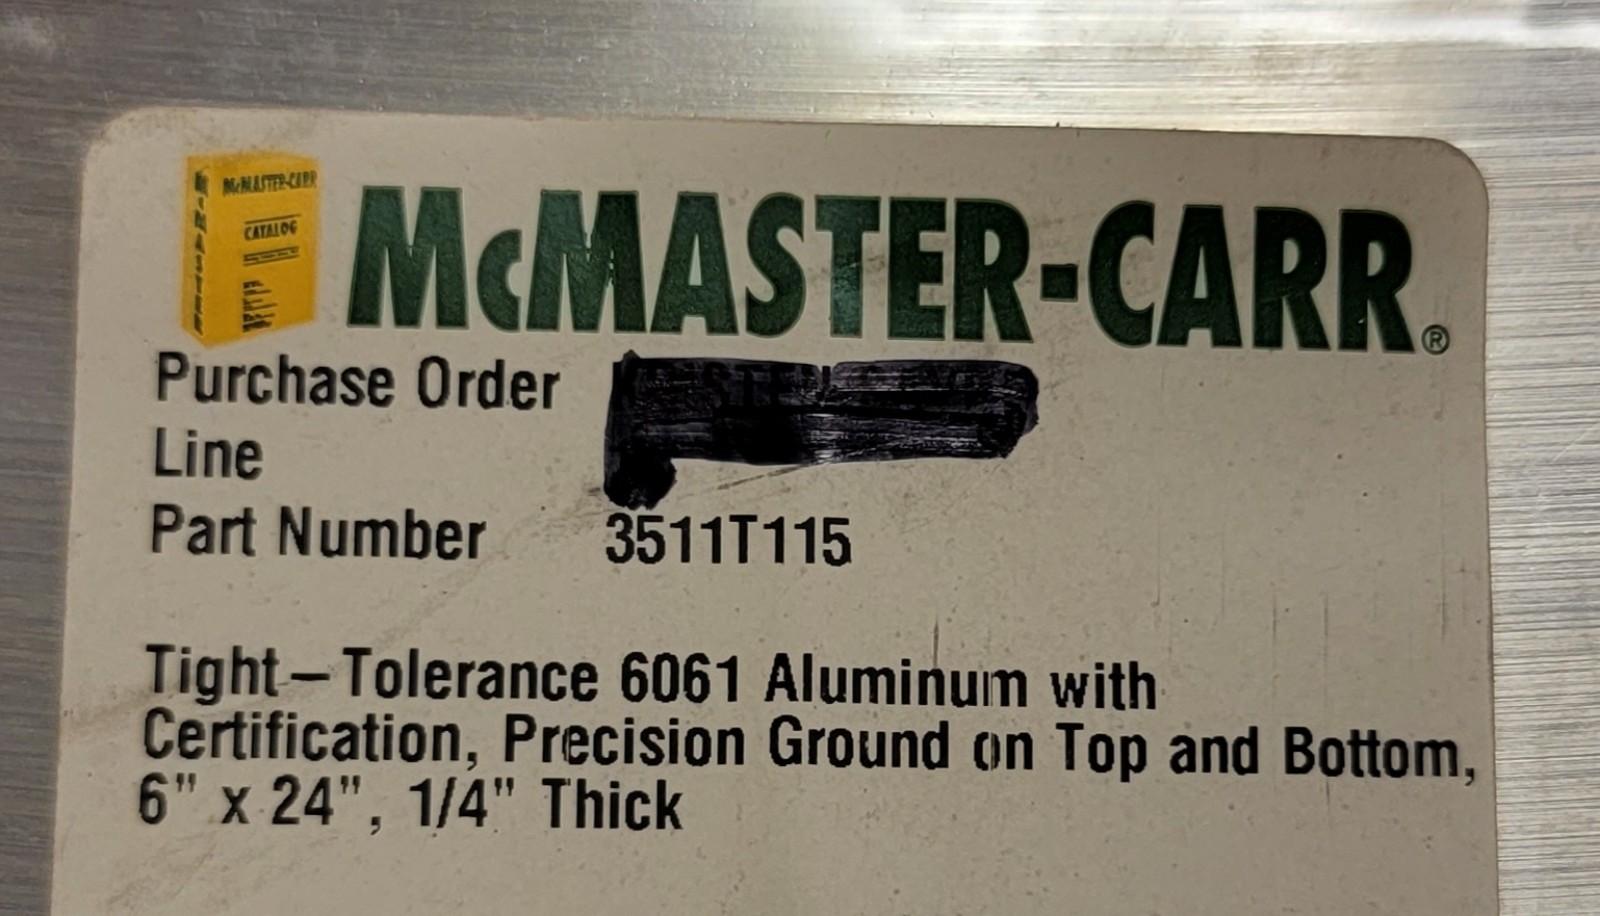 McMASTER-CARR
CATALOG
McMASTER
McMASTER-CARR®
Purchase Order
Line
Part Number 3511T115
Tight-Tolerance 6061 Aluminum with
Certification, Precision Ground on Top and Bottom,
6" x 24", 1/4" Thick